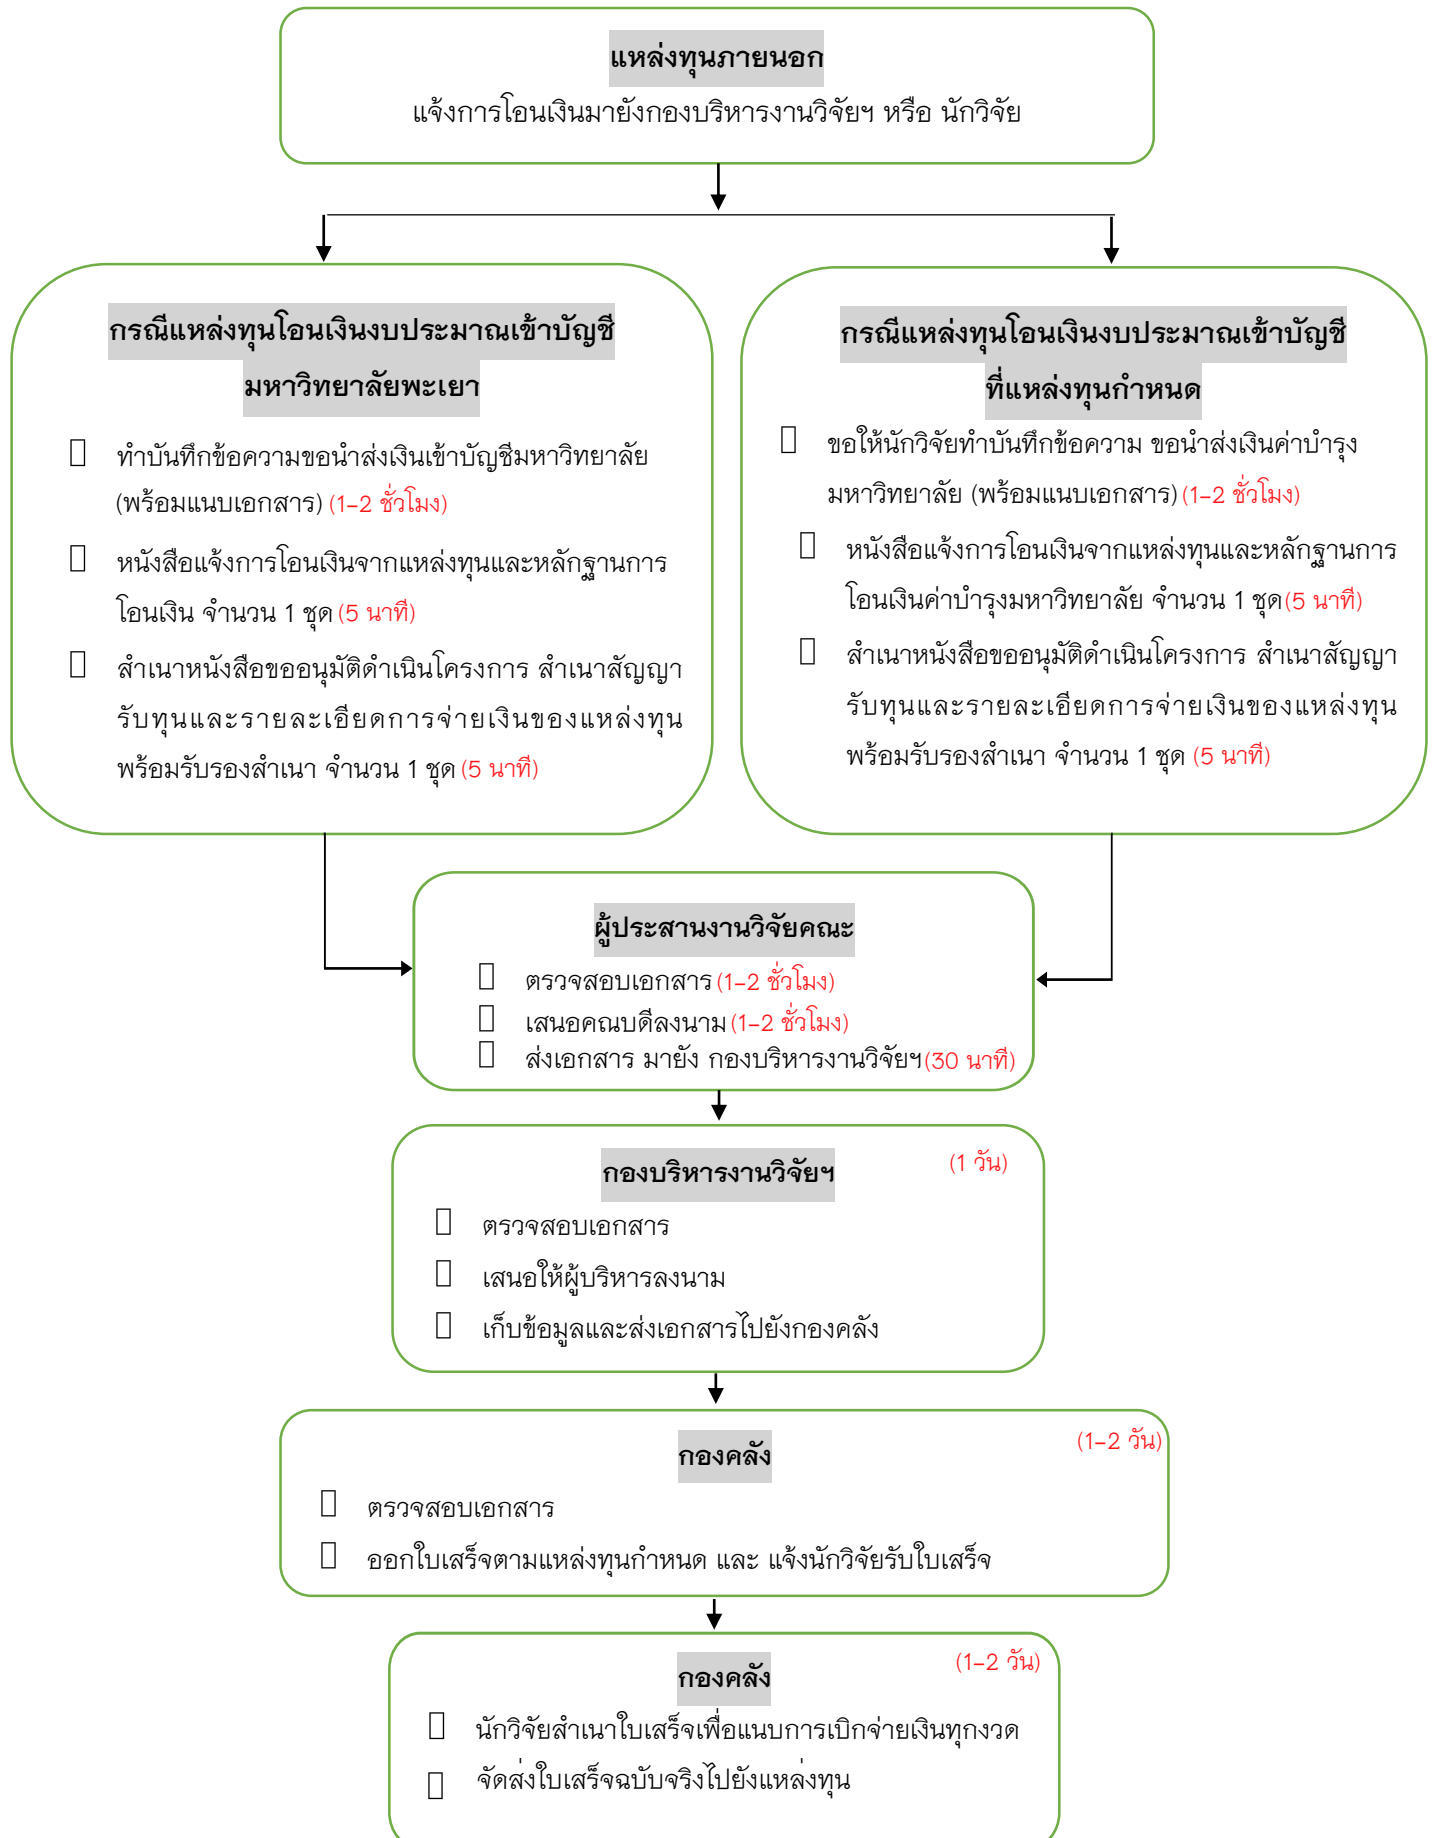 แหล่งทุนภายนอก
แจ้งการโอนเงินมายังกองบริหารงานวิจัยฯ หรือ นักวิจัย
กรณีแหล่งทุนโอนเงินงบประมาณเข้าบัญชี
มหาวิทยาลัยพะเยา
ทำบันทึกข้อความขอนำส่งเงินเข้าบัญชีมหาวิทยาลัย
(พร้อมแนบเอกสาร) (1-2 ชั่วโมง)
หนังสือแจ้งการโอนเงินจากแหล่งทุนและหลักฐานการ
โอนเงิน จำนวน 1 ชุด (5 นาที)
สำเนาหนังสือขออนุมัติดำเนินโครงการ สำเนาสัญญา
รับทุนและรายละเอียดการจ่ายเงินของแหล่งทุน
พร้อมรับรองสำเนา จำนวน 1 ชุด (5 นาที)
กรณีแหล่งทุนโอนเงินงบประมาณเข้าบัญชี
ที่แหล่งทุนกำหนด
ขอให้นักวิจัยทำบันทึกข้อความ ขอนำส่งเงินค่าบำรุง
มหาวิทยาลัย (พร้อมแนบเอกสาร) (1-2 ชั่วโมง)
หนังสือแจ้งการโอนเงินจากแหล่งทุนและหลักฐานการ
โอนเงินค่าบำรุงมหาวิทยาลัย จำนวน 1 ชุด (5 นาที)
สำเนาหนังสือขออนุมัติดำเนินโครงการ สำเนาสัญญา
รับทุนและรายละเอียดการจ่ายเงินของแหล่งทุน
พร้อมรับรองสำเนา จำนวน 1 ชุด (5 นาที)
ผู้ประสานงานวิจัยคณะ
ตรวจสอบเอกสาร (1-2 ชั่วโมง)
เสนอคณบดีลงนาม (1-2 ชั่วโมง)
ส่งเอกสาร มายัง กองบริหารงานวิจัยฯ (30 นาที)
กองบริหารงานวิจัยฯ (1 วัน)
ตรวจสอบเอกสาร
เสนอให้ผู้บริหารลงนาม
เก็บข้อมูลและส่งเอกสารไปยังกองคลัง
กองคลัง (1-2 วัน)
ตรวจสอบเอกสาร
ออกใบเสร็จตามแหล่งทุนกำหนด และ แจ้งนักวิจัยรับใบเสร็จ
กองคลัง (1-2 วัน)
นักวิจัยสำเนาใบเสร็จเพื่อแนบการเบิกจ่ายเงินทุกงวด
จัดส่งใบเสร็จฉบับจริงไปยังแหล่งทุน